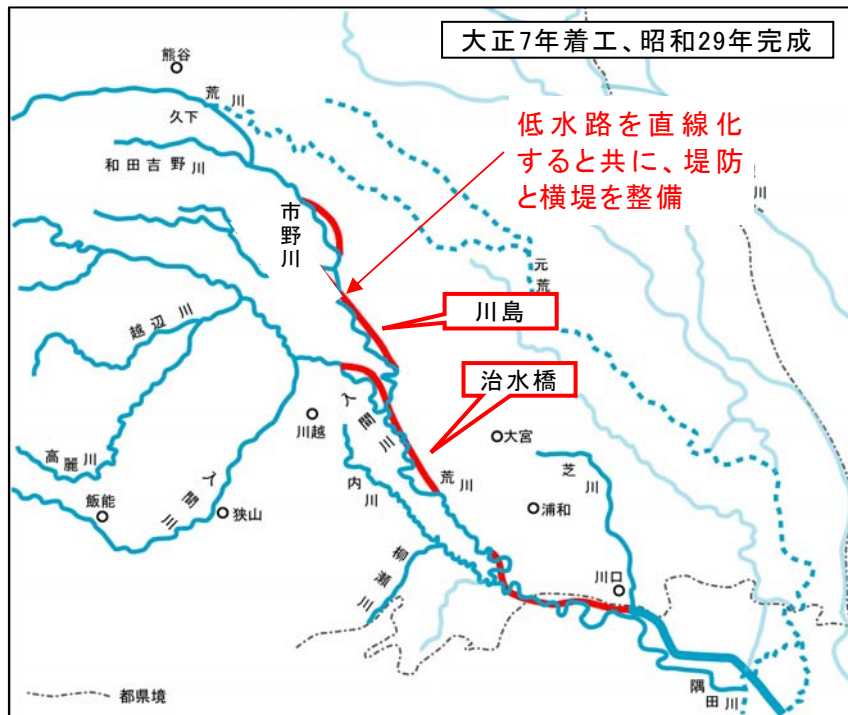 大正7年着工、昭和29年完成
熊谷
荒川
久下
低水路を直線化
すると共に、堤防
と横堤を整備
和田吉野川
川
市野川
元荒
川島
越辺川
治水橋
入間川
川越
大宮
芝川
高麗川
入間川
内川
荒川
飯能
狭山
浦和
柳瀬川
川口
隅田川
都県境